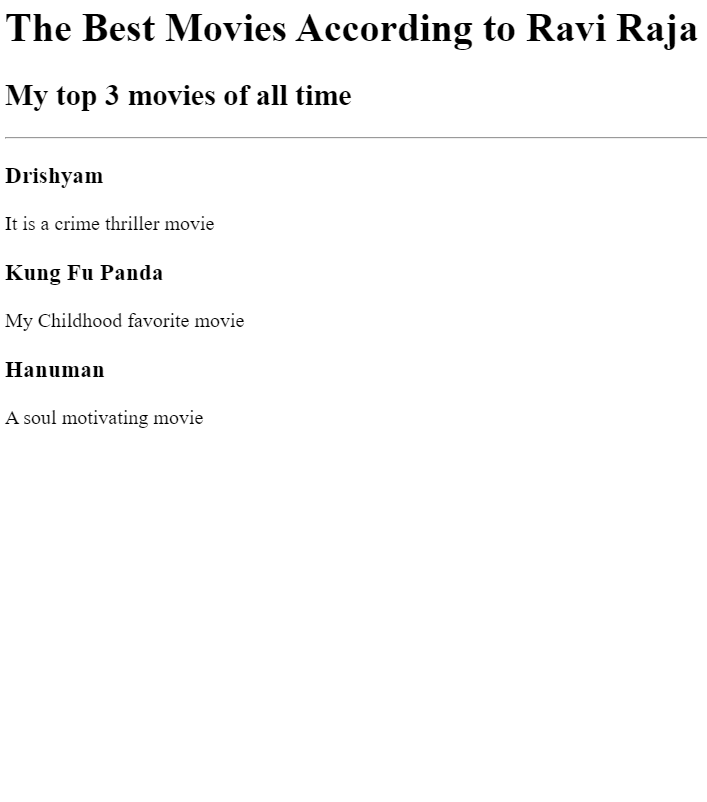 The Best Movies According to Ravi Raja
My top 3 movies of all time
Drishyam
It is a crime thriller movie
Kung Fu Panda
My Childhood favorite movie
Hanuman
A soul motivating movie